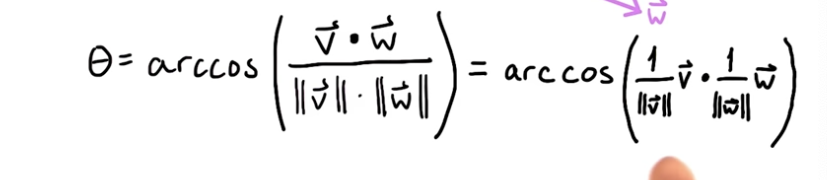 w⃗
θ = arccos( (v⃗ · w⃗) / (‖v⃗‖ · ‖w⃗‖) ) = arccos( 1/‖v⃗‖ v⃗ · 1/‖w⃗‖ w⃗ )